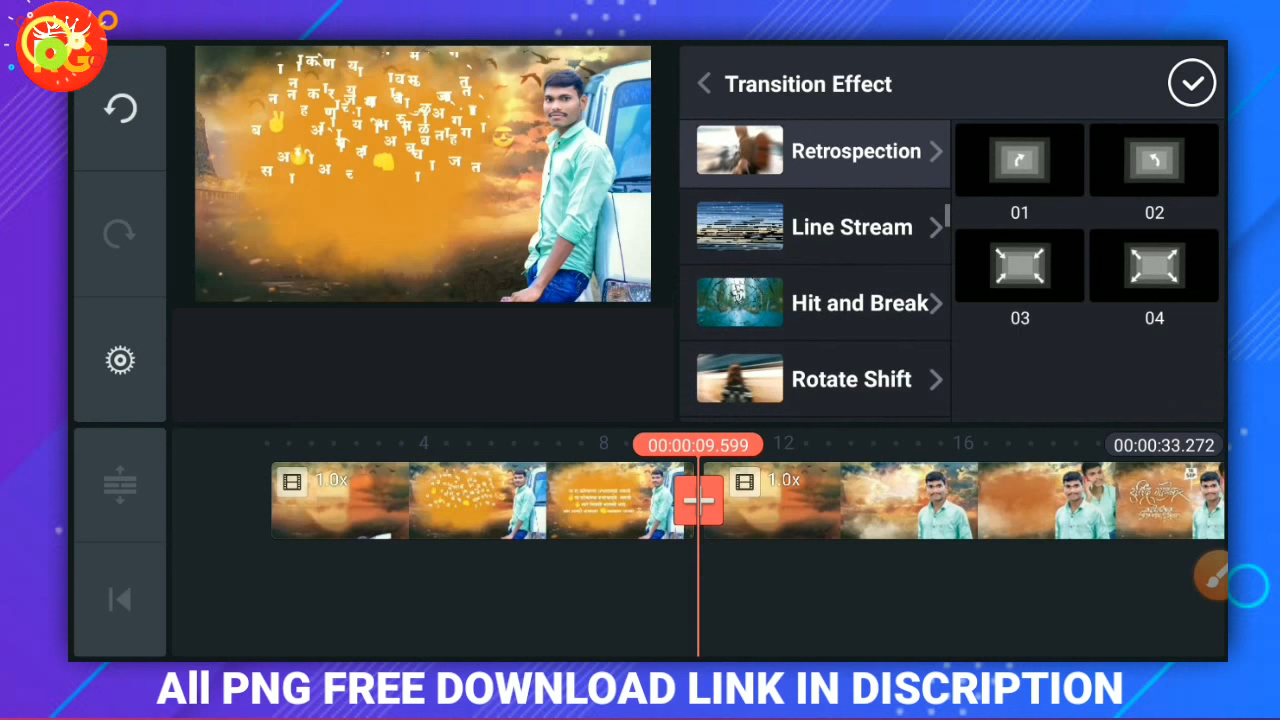 Transition Effect
Retrospection
Line Stream
Hit and Break
Rotate Shift
01
02
03
04
4
8
00:00:09.599
12
16
00:00:33.272
1.0x
1.0x
All PNG FREE DOWNLOAD LINK IN DISCRIPTION